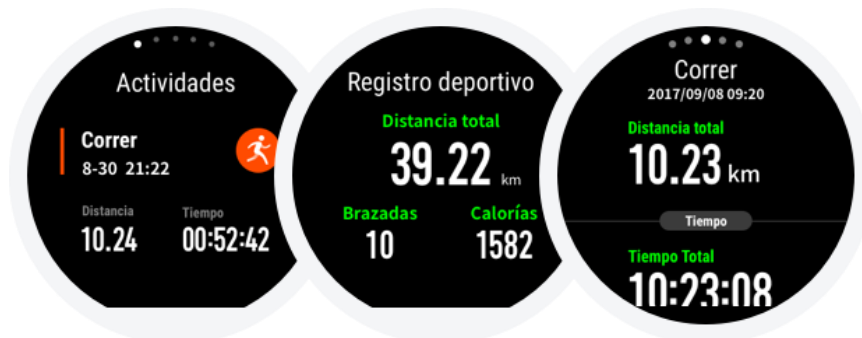 Actividades
Correr
8-30 21:22
Distancia Tiempo
10.24 00:52:42
Registro deportivo
Distancia total
39.22 km
Brazadas Calorías
10 1582
Correr
2017/09/08 09:20
Distancia total
10.23 km
Tiempo
Tiempo Total
10:23:08